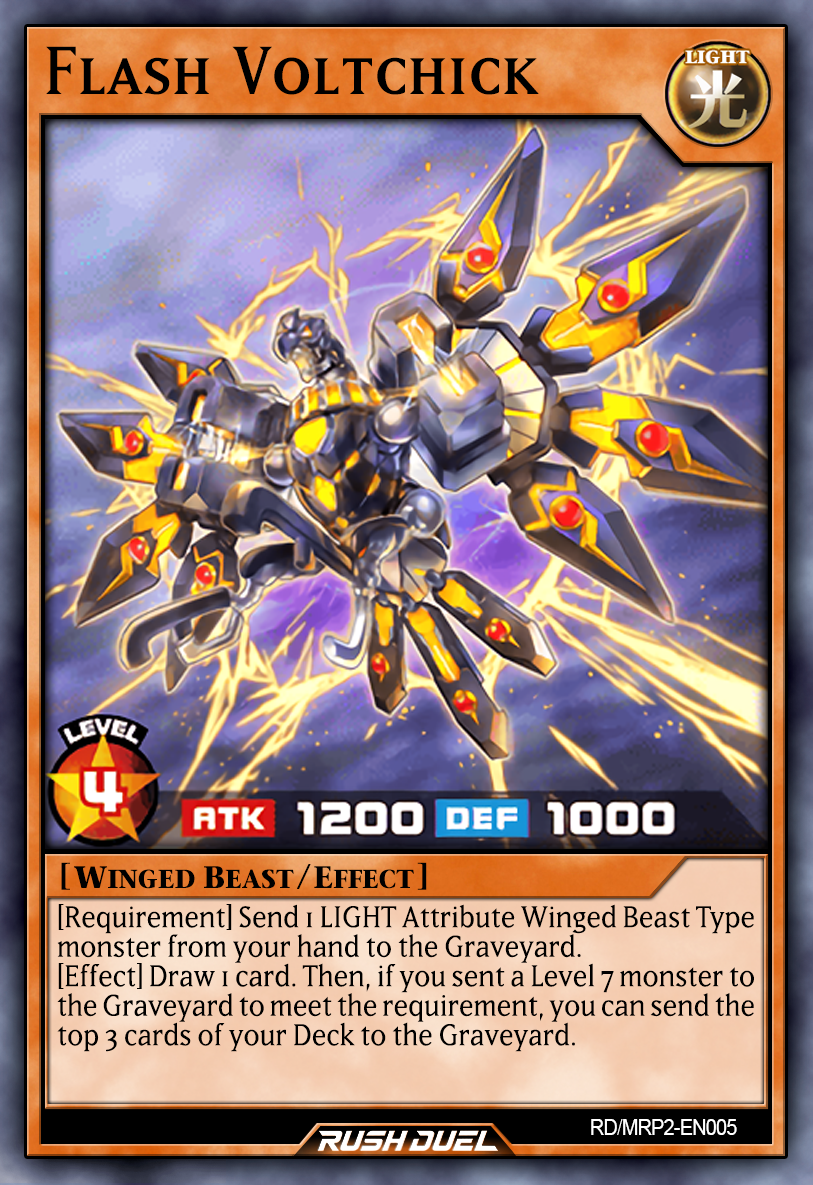 Flash Voltchick
LIGHT
光
LEVEL
4
ATK 1200 DEF 1000
[Winged Beast/Effect]
[Requirement] Send 1 LIGHT Attribute Winged Beast Type
monster from your hand to the Graveyard.
[Effect] Draw 1 card. Then, if you sent a Level 7 monster to
the Graveyard to meet the requirement, you can send the
top 3 cards of your Deck to the Graveyard.
RUSH DUEL
RD/MRP2-EN005